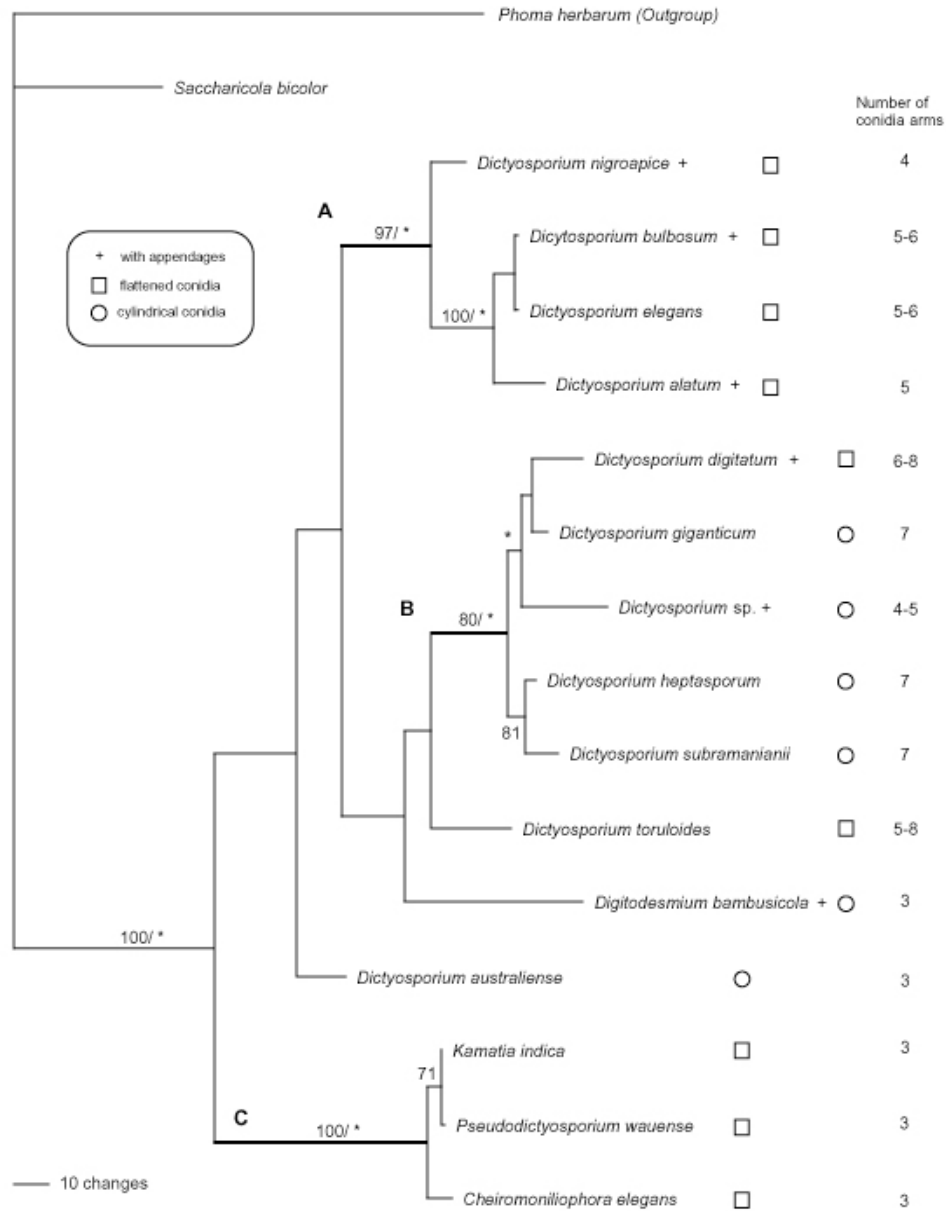 Phoma herbarum (Outgroup)
Saccharicola bicolor
Number of
conidia arms
Dictyosporium nigroapice + 4
A
97/ *
+ with appendages
flattened conidia
cylindrical conidia
Dicytosporium bulbosum + 5-6
100/ *
Dictyosporium elegans 5-6
Dictyosporium alatum + 5
Dictyosporium digitatum + 6-8
*
Dictyosporium giganticum 7
B
80/ *
Dictyosporium sp. + 4-5
Dictyosporium heptasporum 7
81
Dictyosporium subramanianii 7
Dictyosporium toruloides 5-8
Digitodesmium bambusicola + 3
100/ *
Dictyosporium australiense 3
Kamatia indica 3
71
C
100/ *
Pseudodictyosporium wauense 3
10 changes
Cheiromoniliophora elegans 3